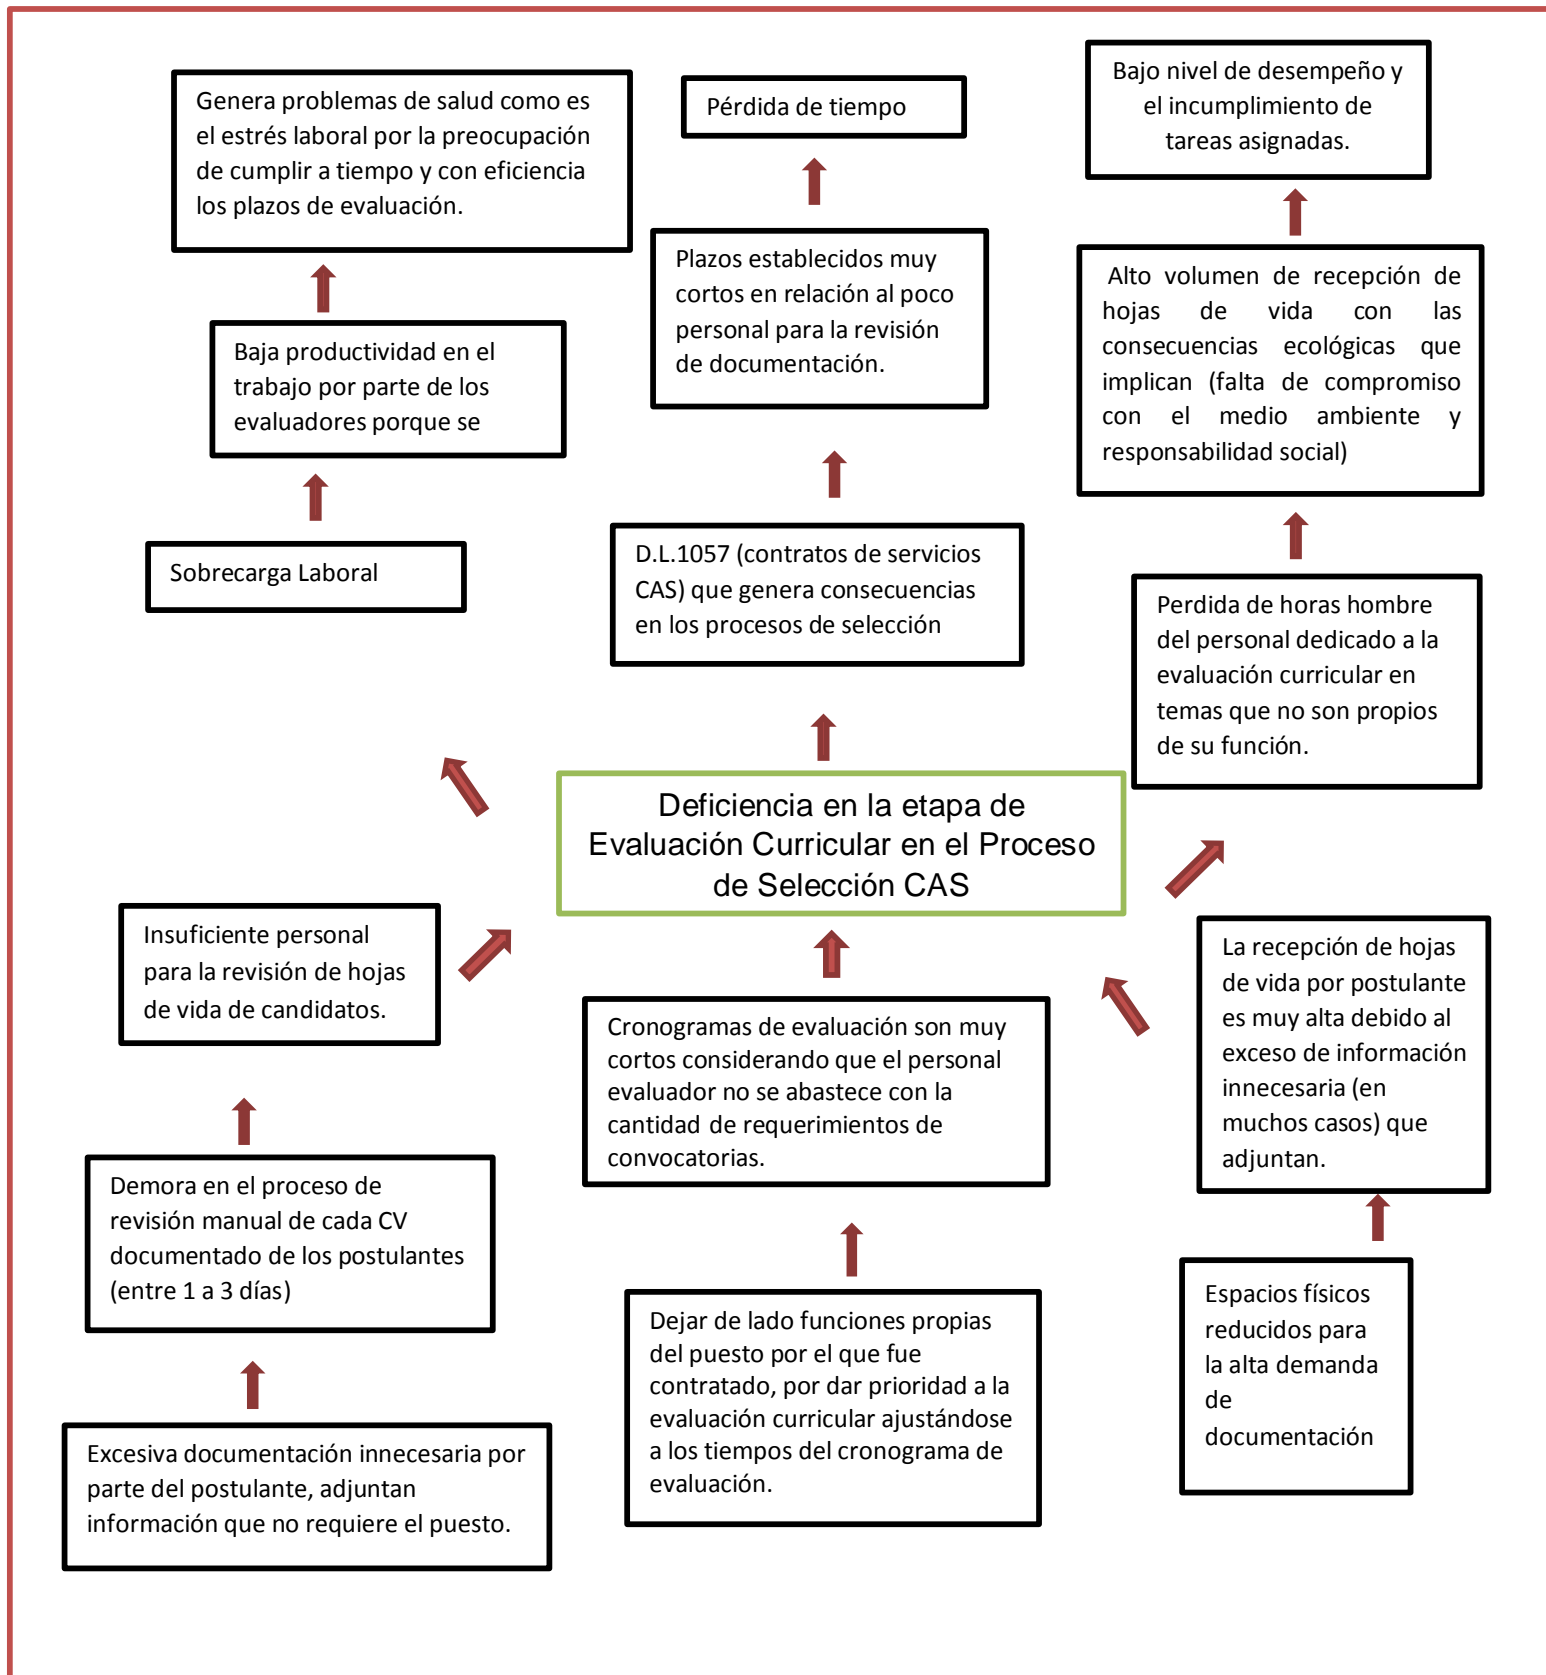 Genera problemas de salud como es
el estrés laboral por la preocupación
de cumplir a tiempo y con eficiencia
los plazos de evaluación.
Pérdida de tiempo
Bajo nivel de desempeño y
el incumplimiento de
tareas asignadas.
Baja productividad en el
trabajo por parte de los
evaluadores porque se
Plazos establecidos muy
cortos en relación al poco
personal para la revisión
de documentación.
Alto volumen de recepción de
hojas de vida con las
consecuencias ecológicas que
implican (falta de compromiso
con el medio ambiente y
responsabilidad social)
Sobrecarga Laboral
D.L.1057 (contratos de servicios
CAS) que genera consecuencias
en los procesos de selección
Perdida de horas hombre
del personal dedicado a la
evaluación curricular en
temas que no son propios
de su función.
Deficiencia en la etapa de
Evaluación Curricular en el Proceso
de Selección CAS
Insuficiente personal
para la revisión de hojas
de vida de candidatos.
Cronogramas de evaluación son muy
cortos considerando que el personal
evaluador no se abastece con la
cantidad de requerimientos de
convocatorias.
La recepción de hojas
de vida por postulante
es muy alta debido al
exceso de información
innecesaria (en
muchos casos) que
adjuntan.
Demora en el proceso de
revisión manual de cada CV
documentado de los postulantes
(entre 1 a 3 días)
Dejar de lado funciones propias
del puesto por el que fue
contratado, por dar prioridad a la
evaluación curricular ajustándose
a los tiempos del cronograma de
evaluación.
Espacios físicos
reducidos para
la alta demanda
de
documentación
Excesiva documentación innecesaria por
parte del postulante, adjuntan
información que no requiere el puesto.